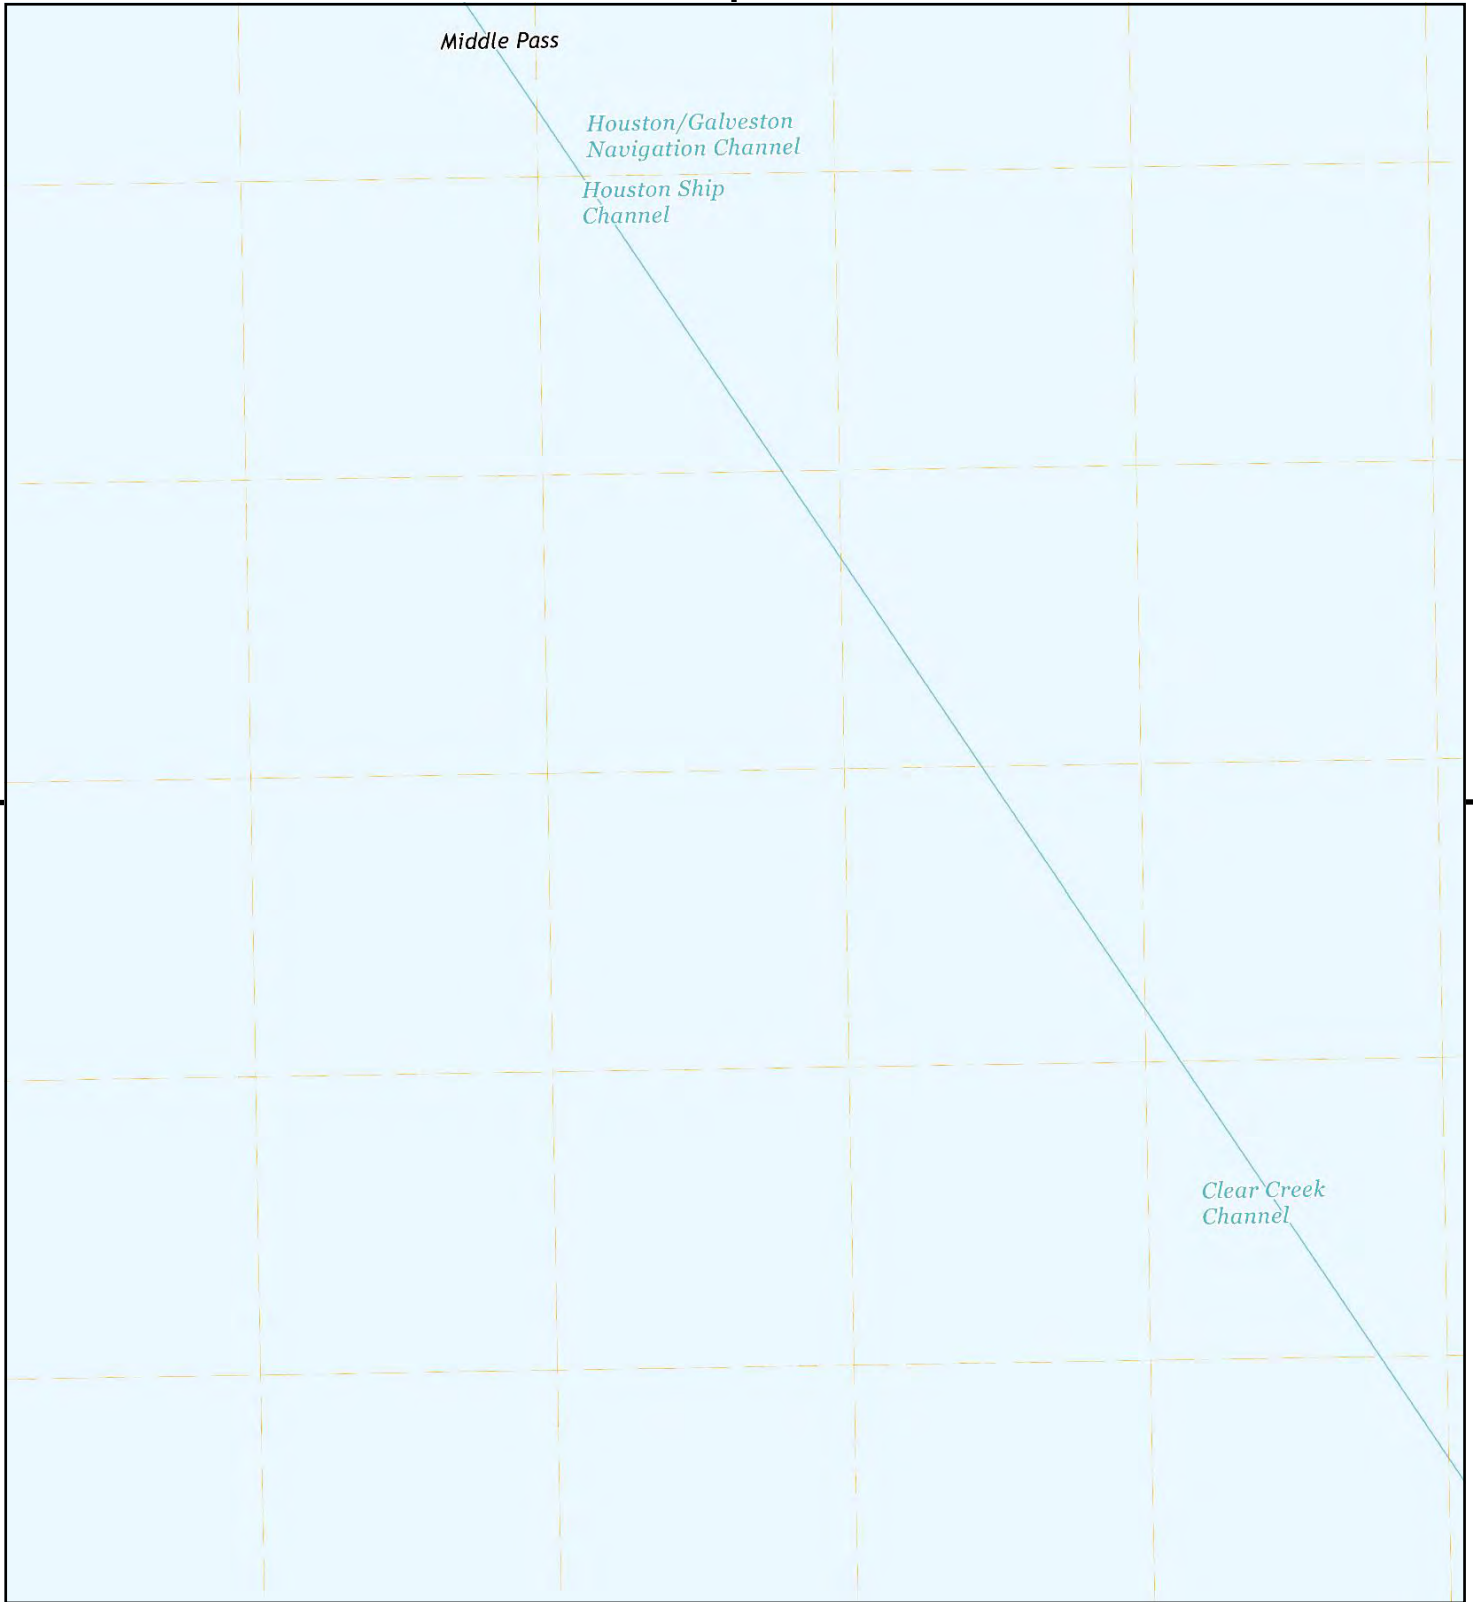 Middle Pass
Houston/Galveston
Navigation Channel
Houston Ship
Channel
Clear Creek
Channel